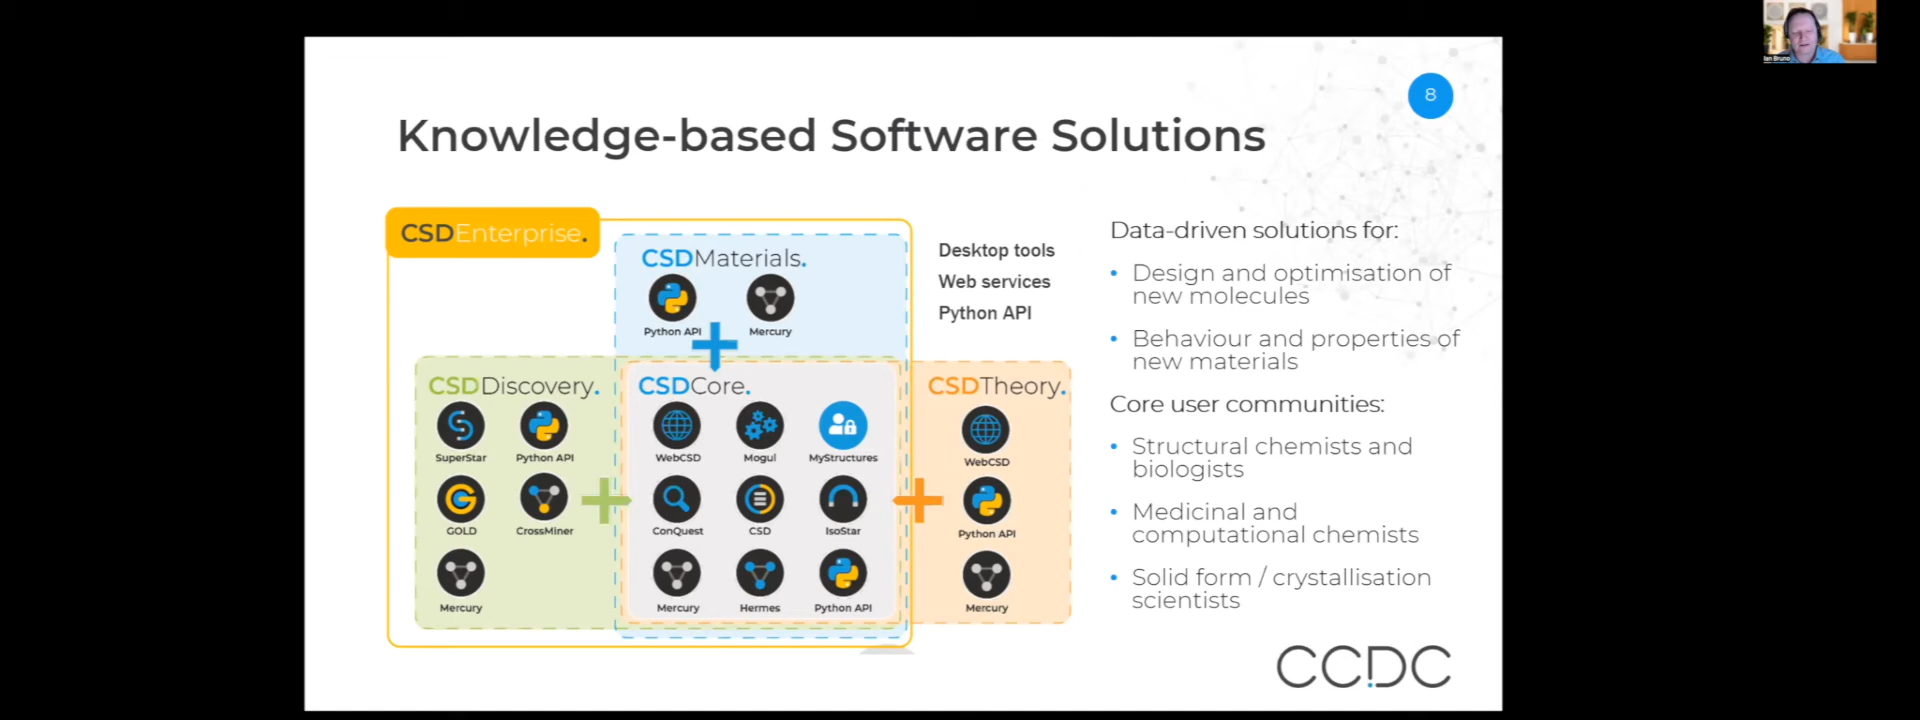 Ian Bruno
8
Knowledge-based Software Solutions
CSDEnterprise.
CSDMaterials.
Python API
Mercury
CSDDiscovery.
SuperStar
Python API
GOLD
CrossMiner
Mercury
CSDCore.
WebCSD
Mogul
MyStructures
ConQuest
CSD
IsoStar
Mercury
Hermes
Python API
CSDTheory.
WebCSD
Python API
Mercury
Desktop tools
Web services
Python API
Data-driven solutions for:
• Design and optimisation of
new molecules
• Behaviour and properties of
new materials
Core user communities:
• Structural chemists and
biologists
• Medicinal and
computational chemists
• Solid form / crystallisation
scientists
CCDC